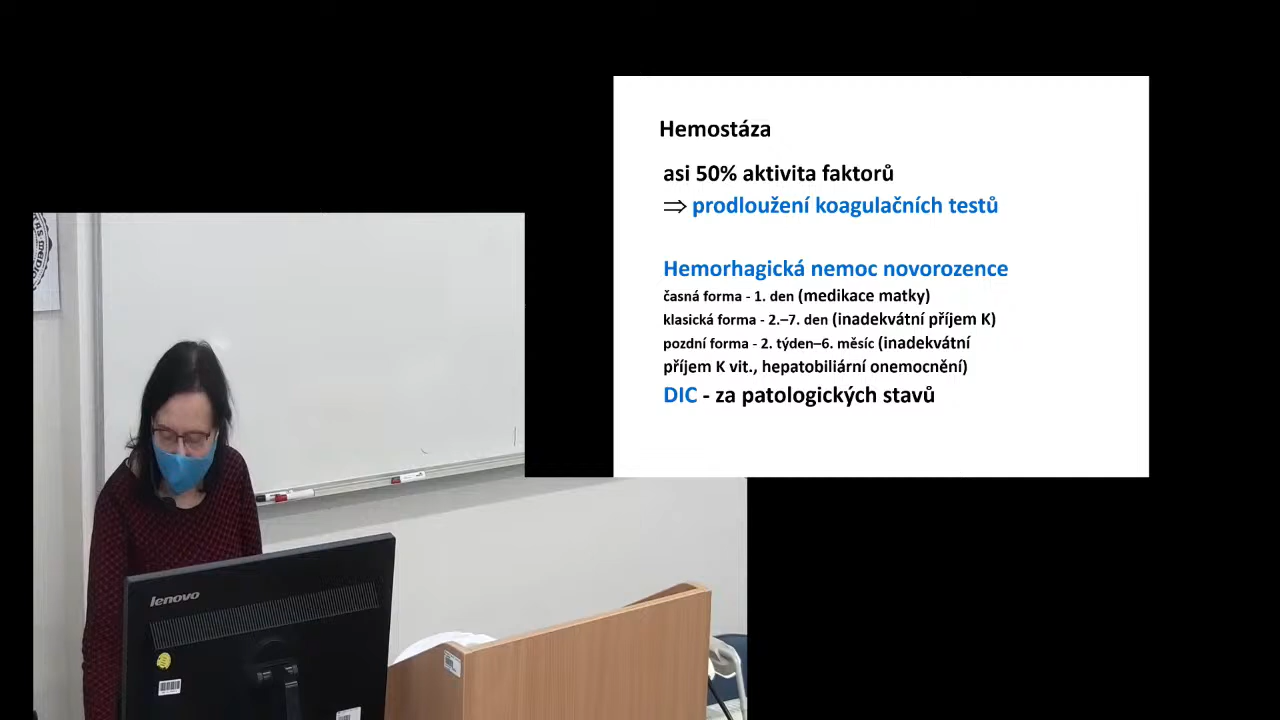 Hemostáza
asi 50% aktivita faktorů
⇒ prodloužení koagulačních testů
Hemorhagická nemoc novorozence
časná forma - 1. den (medikace matky)
klasická forma - 2.–7. den (inadekvátní příjem K)
pozdní forma - 2. týden–6. měsíc (inadekvátní
příjem K vit., hepatobiliární onemocnění)
DIC - za patologických stavů
lenovo